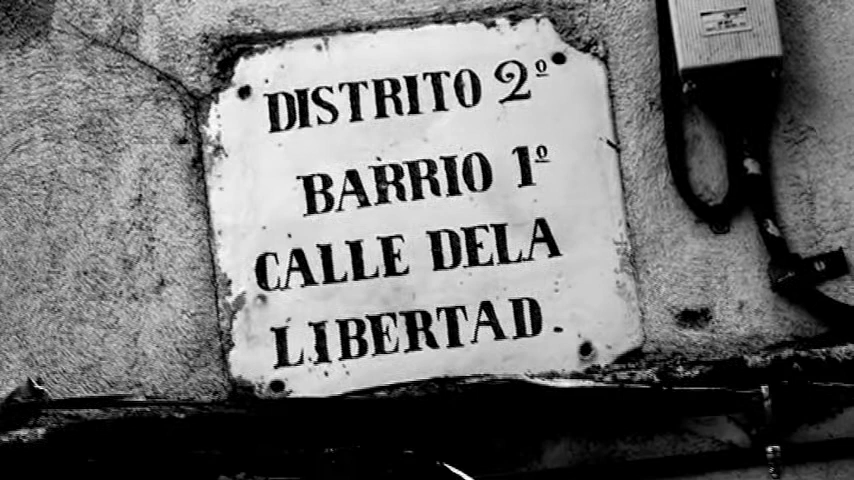 DISTRITO 2º
BARRIO 1º
CALLE DELA
LIBERTAD.